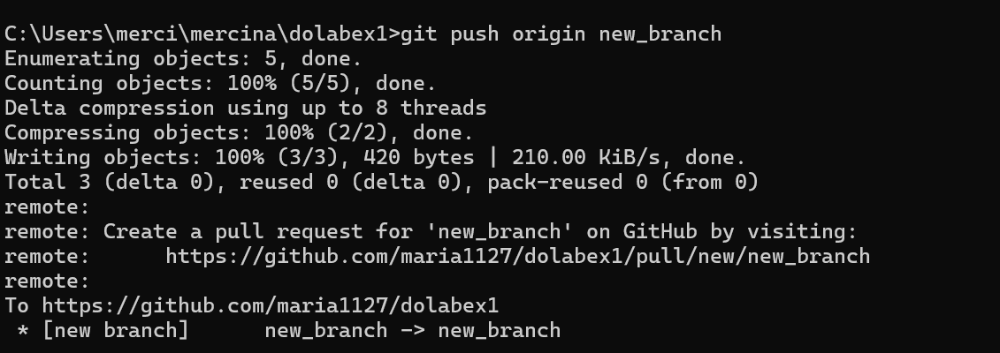 C:\Users\merci\mercina\dolabex1>git push origin new_branch
Enumerating objects: 5, done.
Counting objects: 100% (5/5), done.
Delta compression using up to 8 threads
Compressing objects: 100% (2/2), done.
Writing objects: 100% (3/3), 420 bytes | 210.00 KiB/s, done.
Total 3 (delta 0), reused 0 (delta 0), pack-reused 0 (from 0)
remote:
remote: Create a pull request for 'new_branch' on GitHub by visiting:
remote:      https://github.com/maria1127/dolabex1/pull/new/new_branch
remote:
To https://github.com/maria1127/dolabex1
 * [new branch]      new_branch -> new_branch